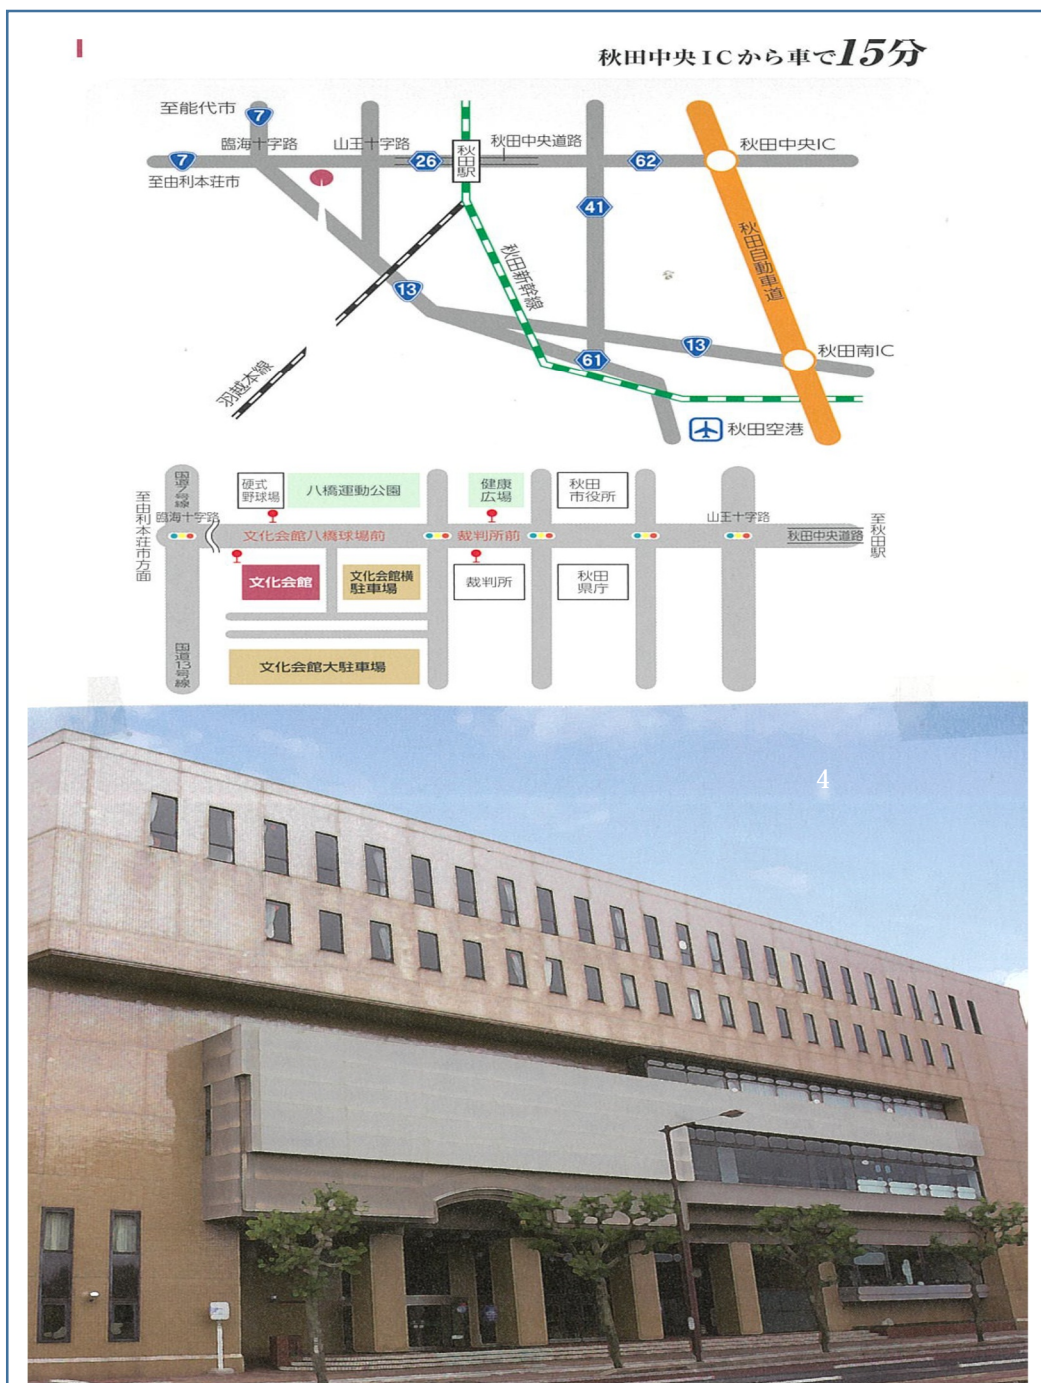 秋田中央ICから車で15分
至能代市
7
臨海十字路
山王十字路
秋田駅
秋田中央道路
7
26
62
秋田中央IC
至由利本荘市
41
秋田自動車道
秋田新幹線
13
13
61
秋田南IC
羽越本線
秋田空港
国道7号線
硬式
野球場
八橋運動公園
健康
広場
秋田
市役所
至由利本荘市方面
臨海十字路
山王十字路
至秋田駅
文化会館八橋球場前
裁判所前
秋田中央道路
文化会館
文化会館横
駐車場
裁判所
秋田
県庁
国道13号線
文化会館大駐車場
4